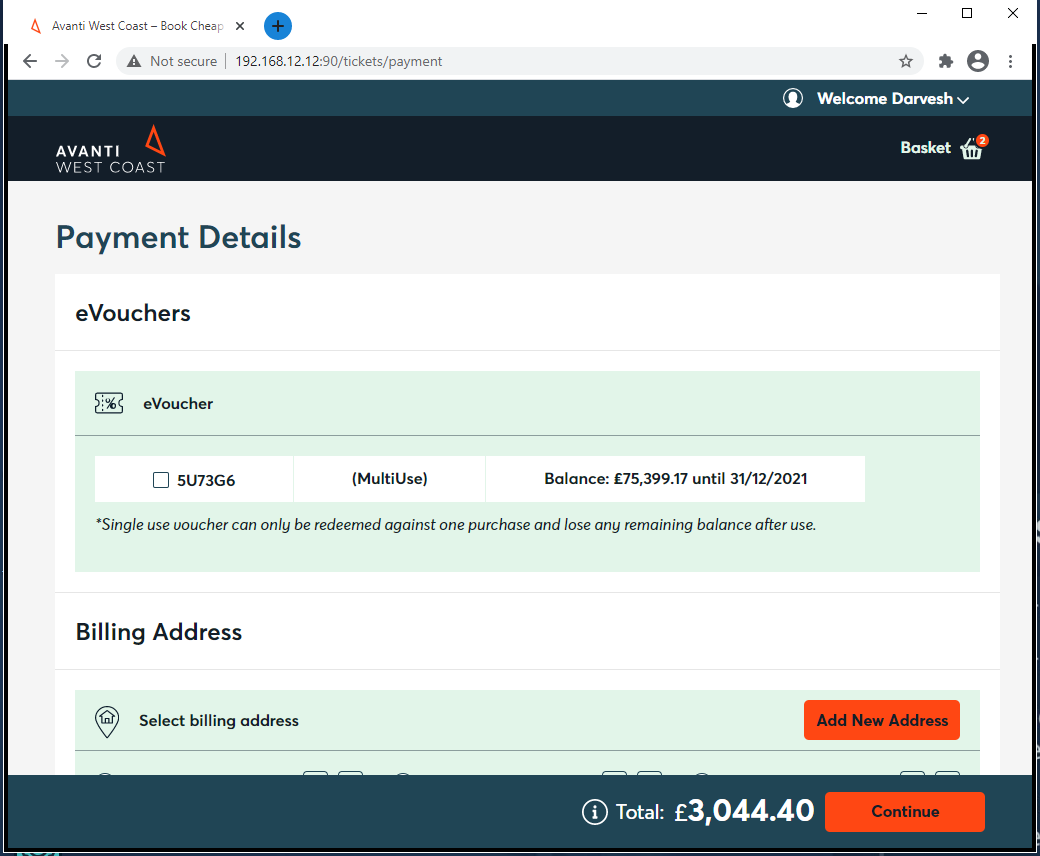 Avanti West Coast – Book Cheap
Not secure
192.168.12.12:90/tickets/payment
Welcome Darvesh
AVANTI
WEST COAST
Basket
2
Payment Details
eVouchers
eVoucher
5U73G6
(MultiUse)
Balance: £75,399.17 until 31/12/2021
*Single use voucher can only be redeemed against one purchase and lose any remaining balance after use.
Billing Address
Select billing address
Add New Address
Total: £3,044.40
Continue